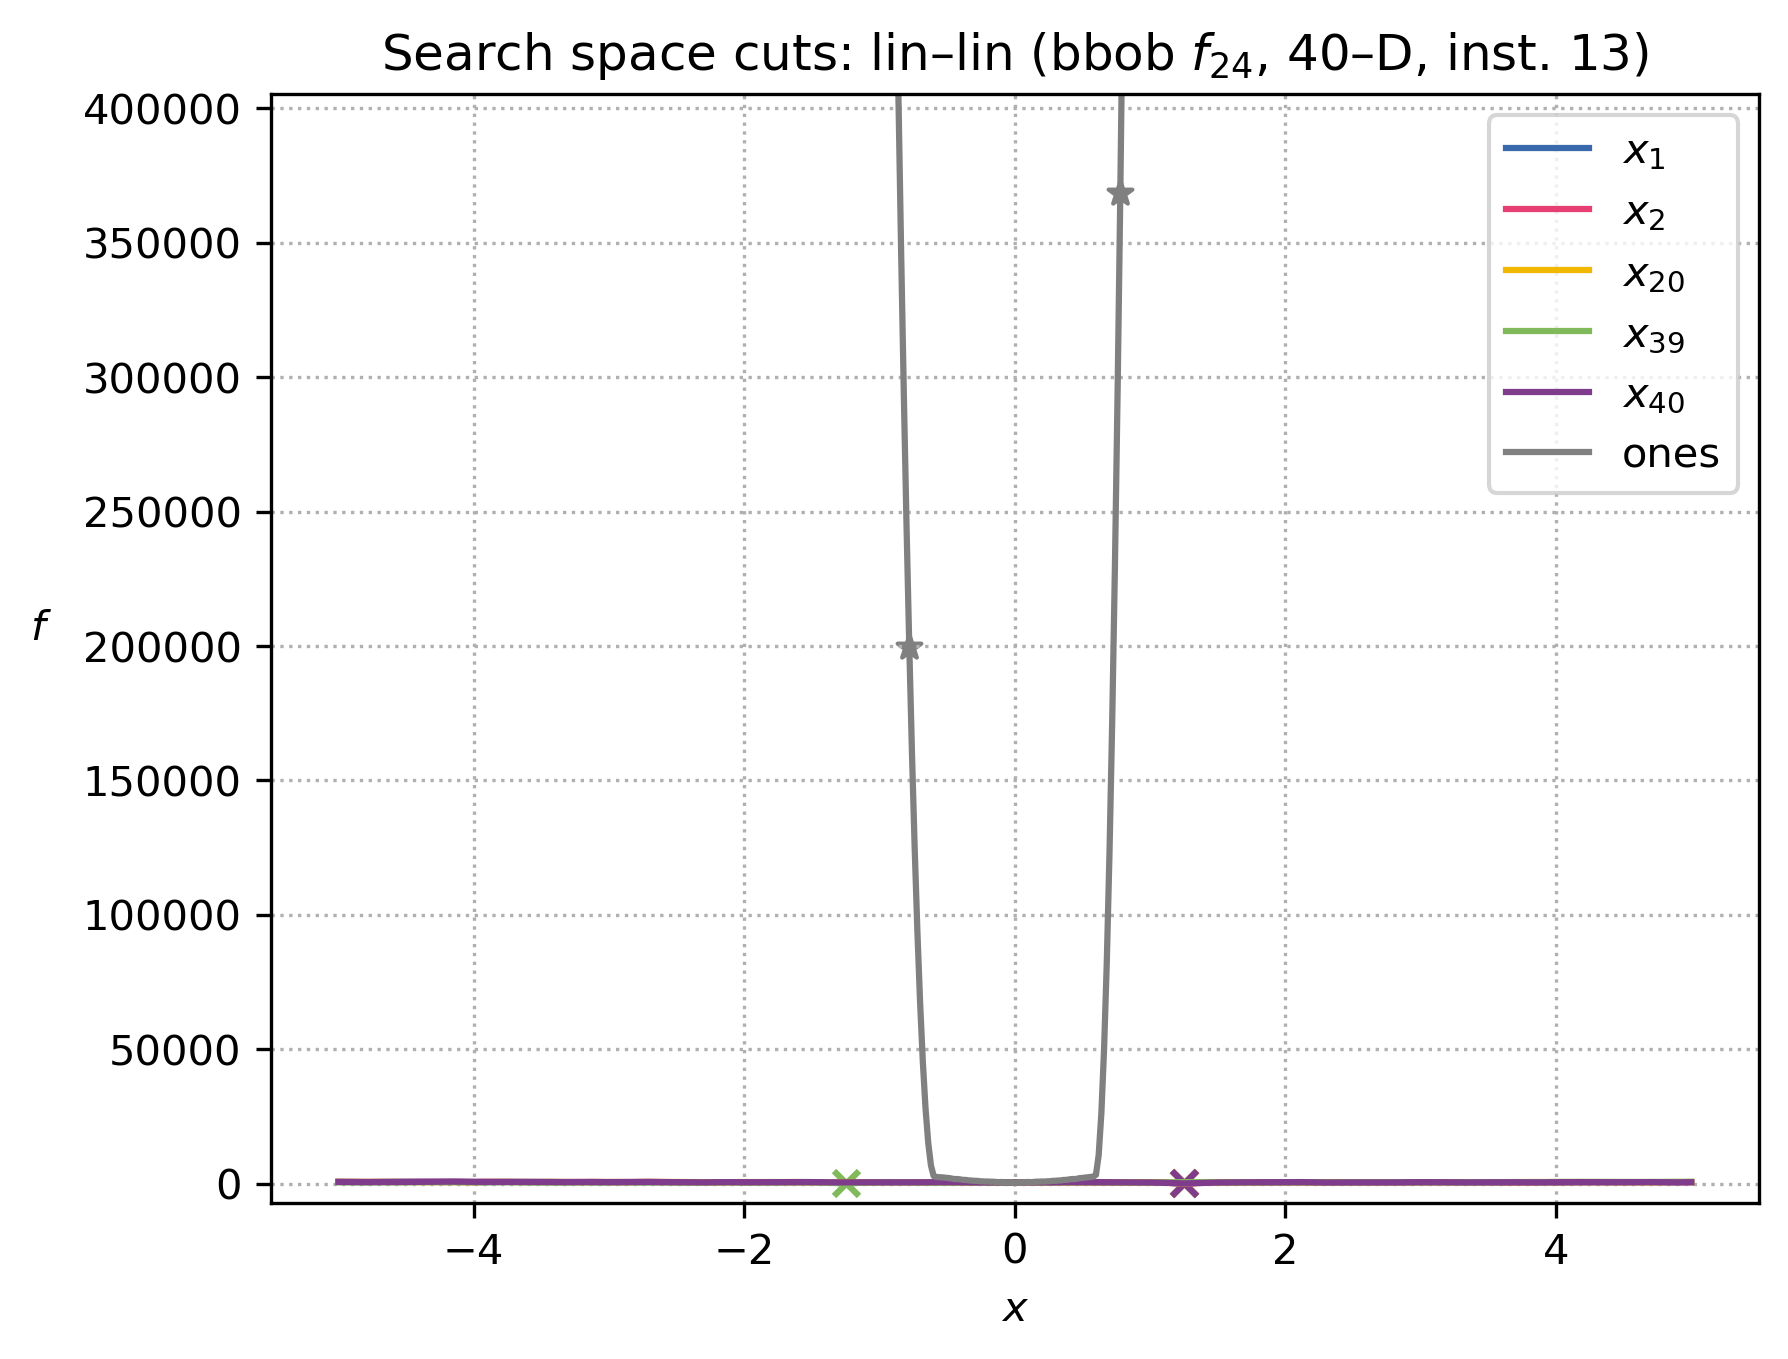 Search space cuts: lin–lin (bbob f24, 40–D, inst. 13)
400000
350000
300000
250000
200000
150000
100000
50000
0
f
x1
x2
x20
x39
x40
ones
−4 −2 0 2 4
x